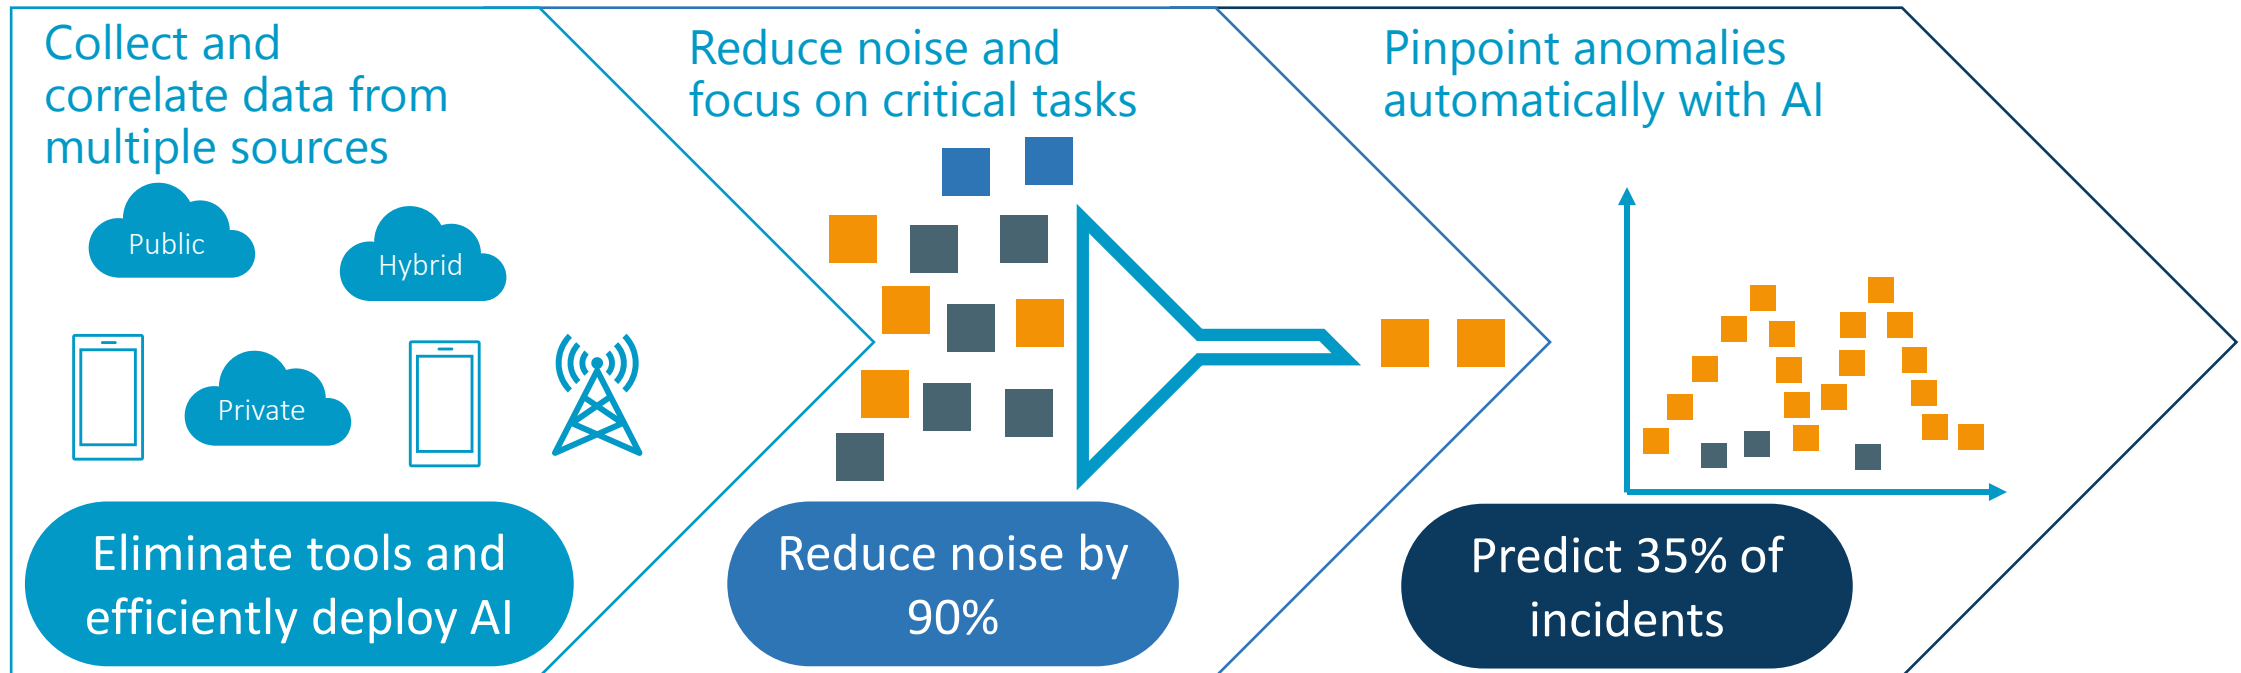 Collect and
correlate data from
multiple sources
Public
Hybrid
Private
Eliminate tools and
efficiently deploy AI
Reduce noise and
focus on critical tasks
Reduce noise by
90%
Pinpoint anomalies
automatically with AI
Predict 35% of
incidents